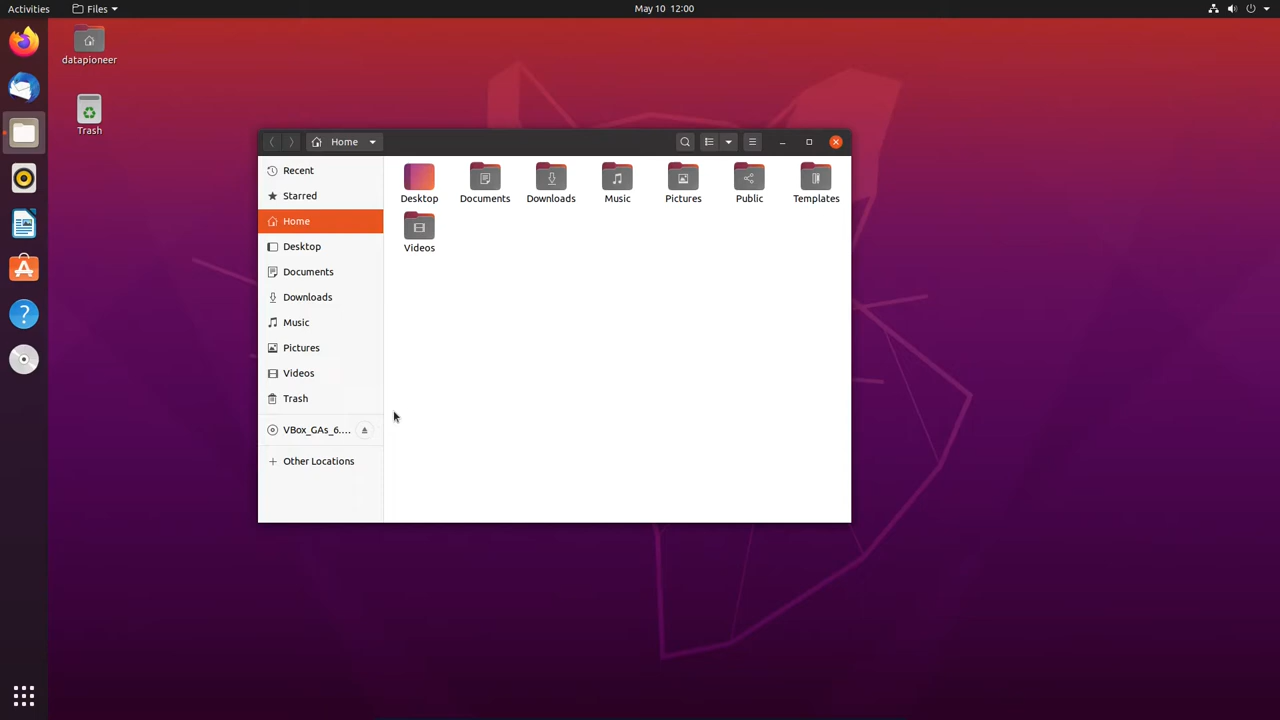 Activities
Files
May 10 12:00
datapioneer
Trash
Home
Recent
Starred
Home
Desktop
Documents
Downloads
Music
Pictures
Videos
Trash
VBox_GAs_6....
Other Locations
Desktop
Documents
Downloads
Music
Pictures
Public
Templates
Videos